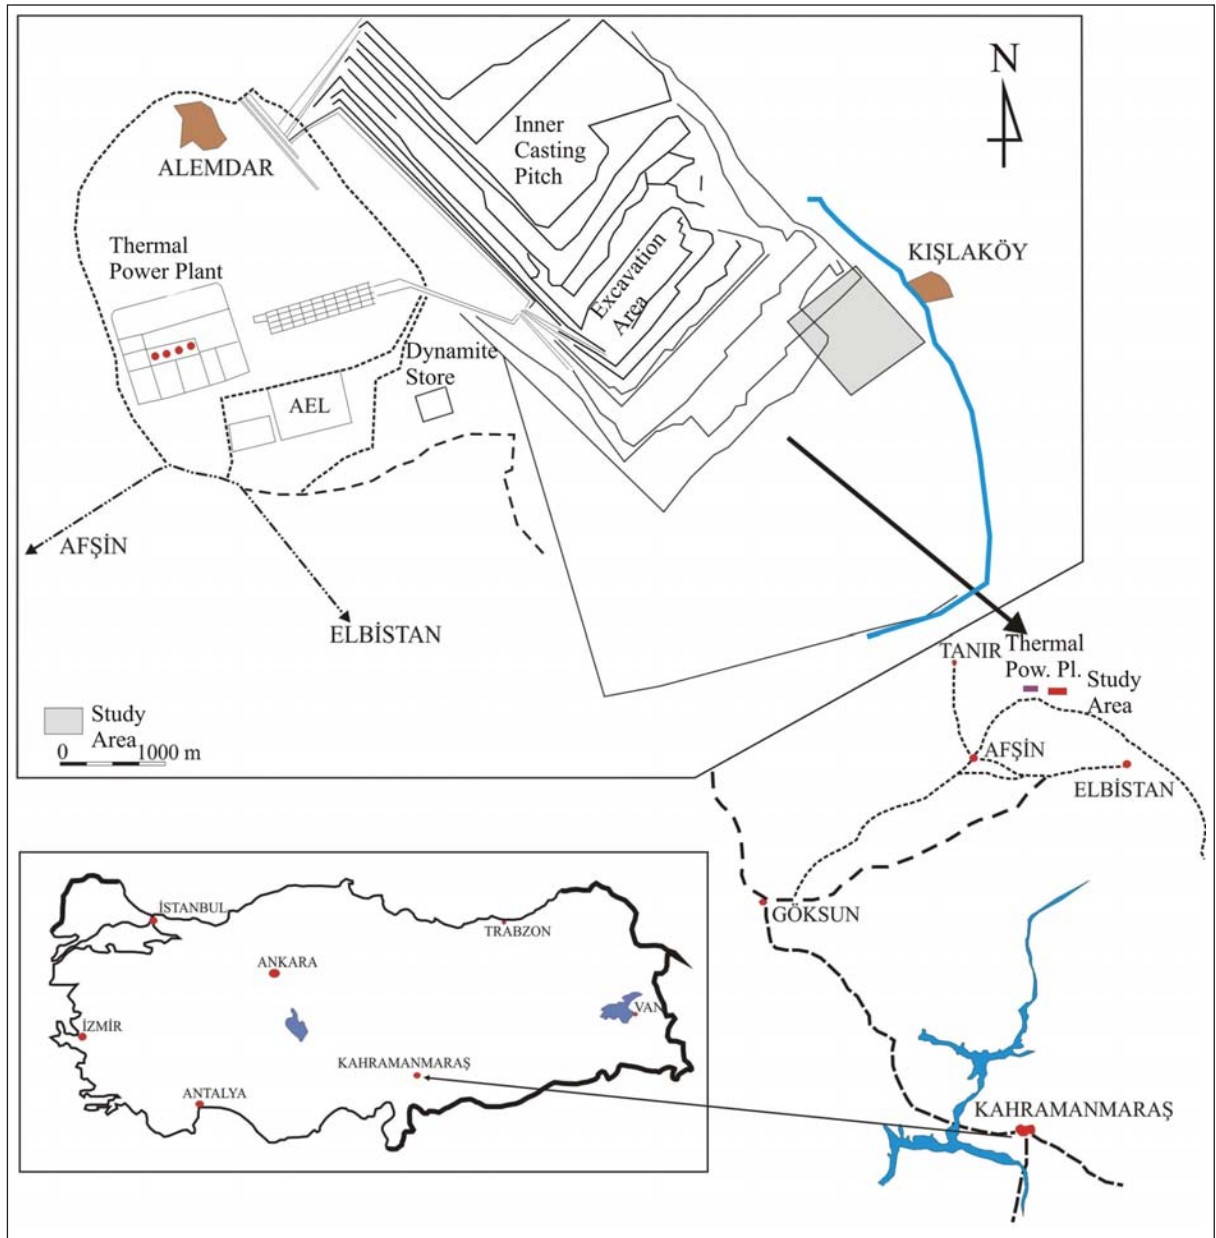 N
Inner
Casting
Pitch
ALEMDAR
Thermal
Power Plant
KIŞLAKÖY
Excavation
Area
Dynamite
Store
AEL
AFŞİN
ELBİSTAN
Study
Area
0 1000 m
TANIR
Thermal
Pow. Pl.
Study
Area
AFŞİN
ELBİSTAN
GÖKSUN
KAHRAMANMARAŞ
İSTANBUL
TRABZON
ANKARA
VAN
İZMİR
KAHRAMANMARAŞ
ANTALYA